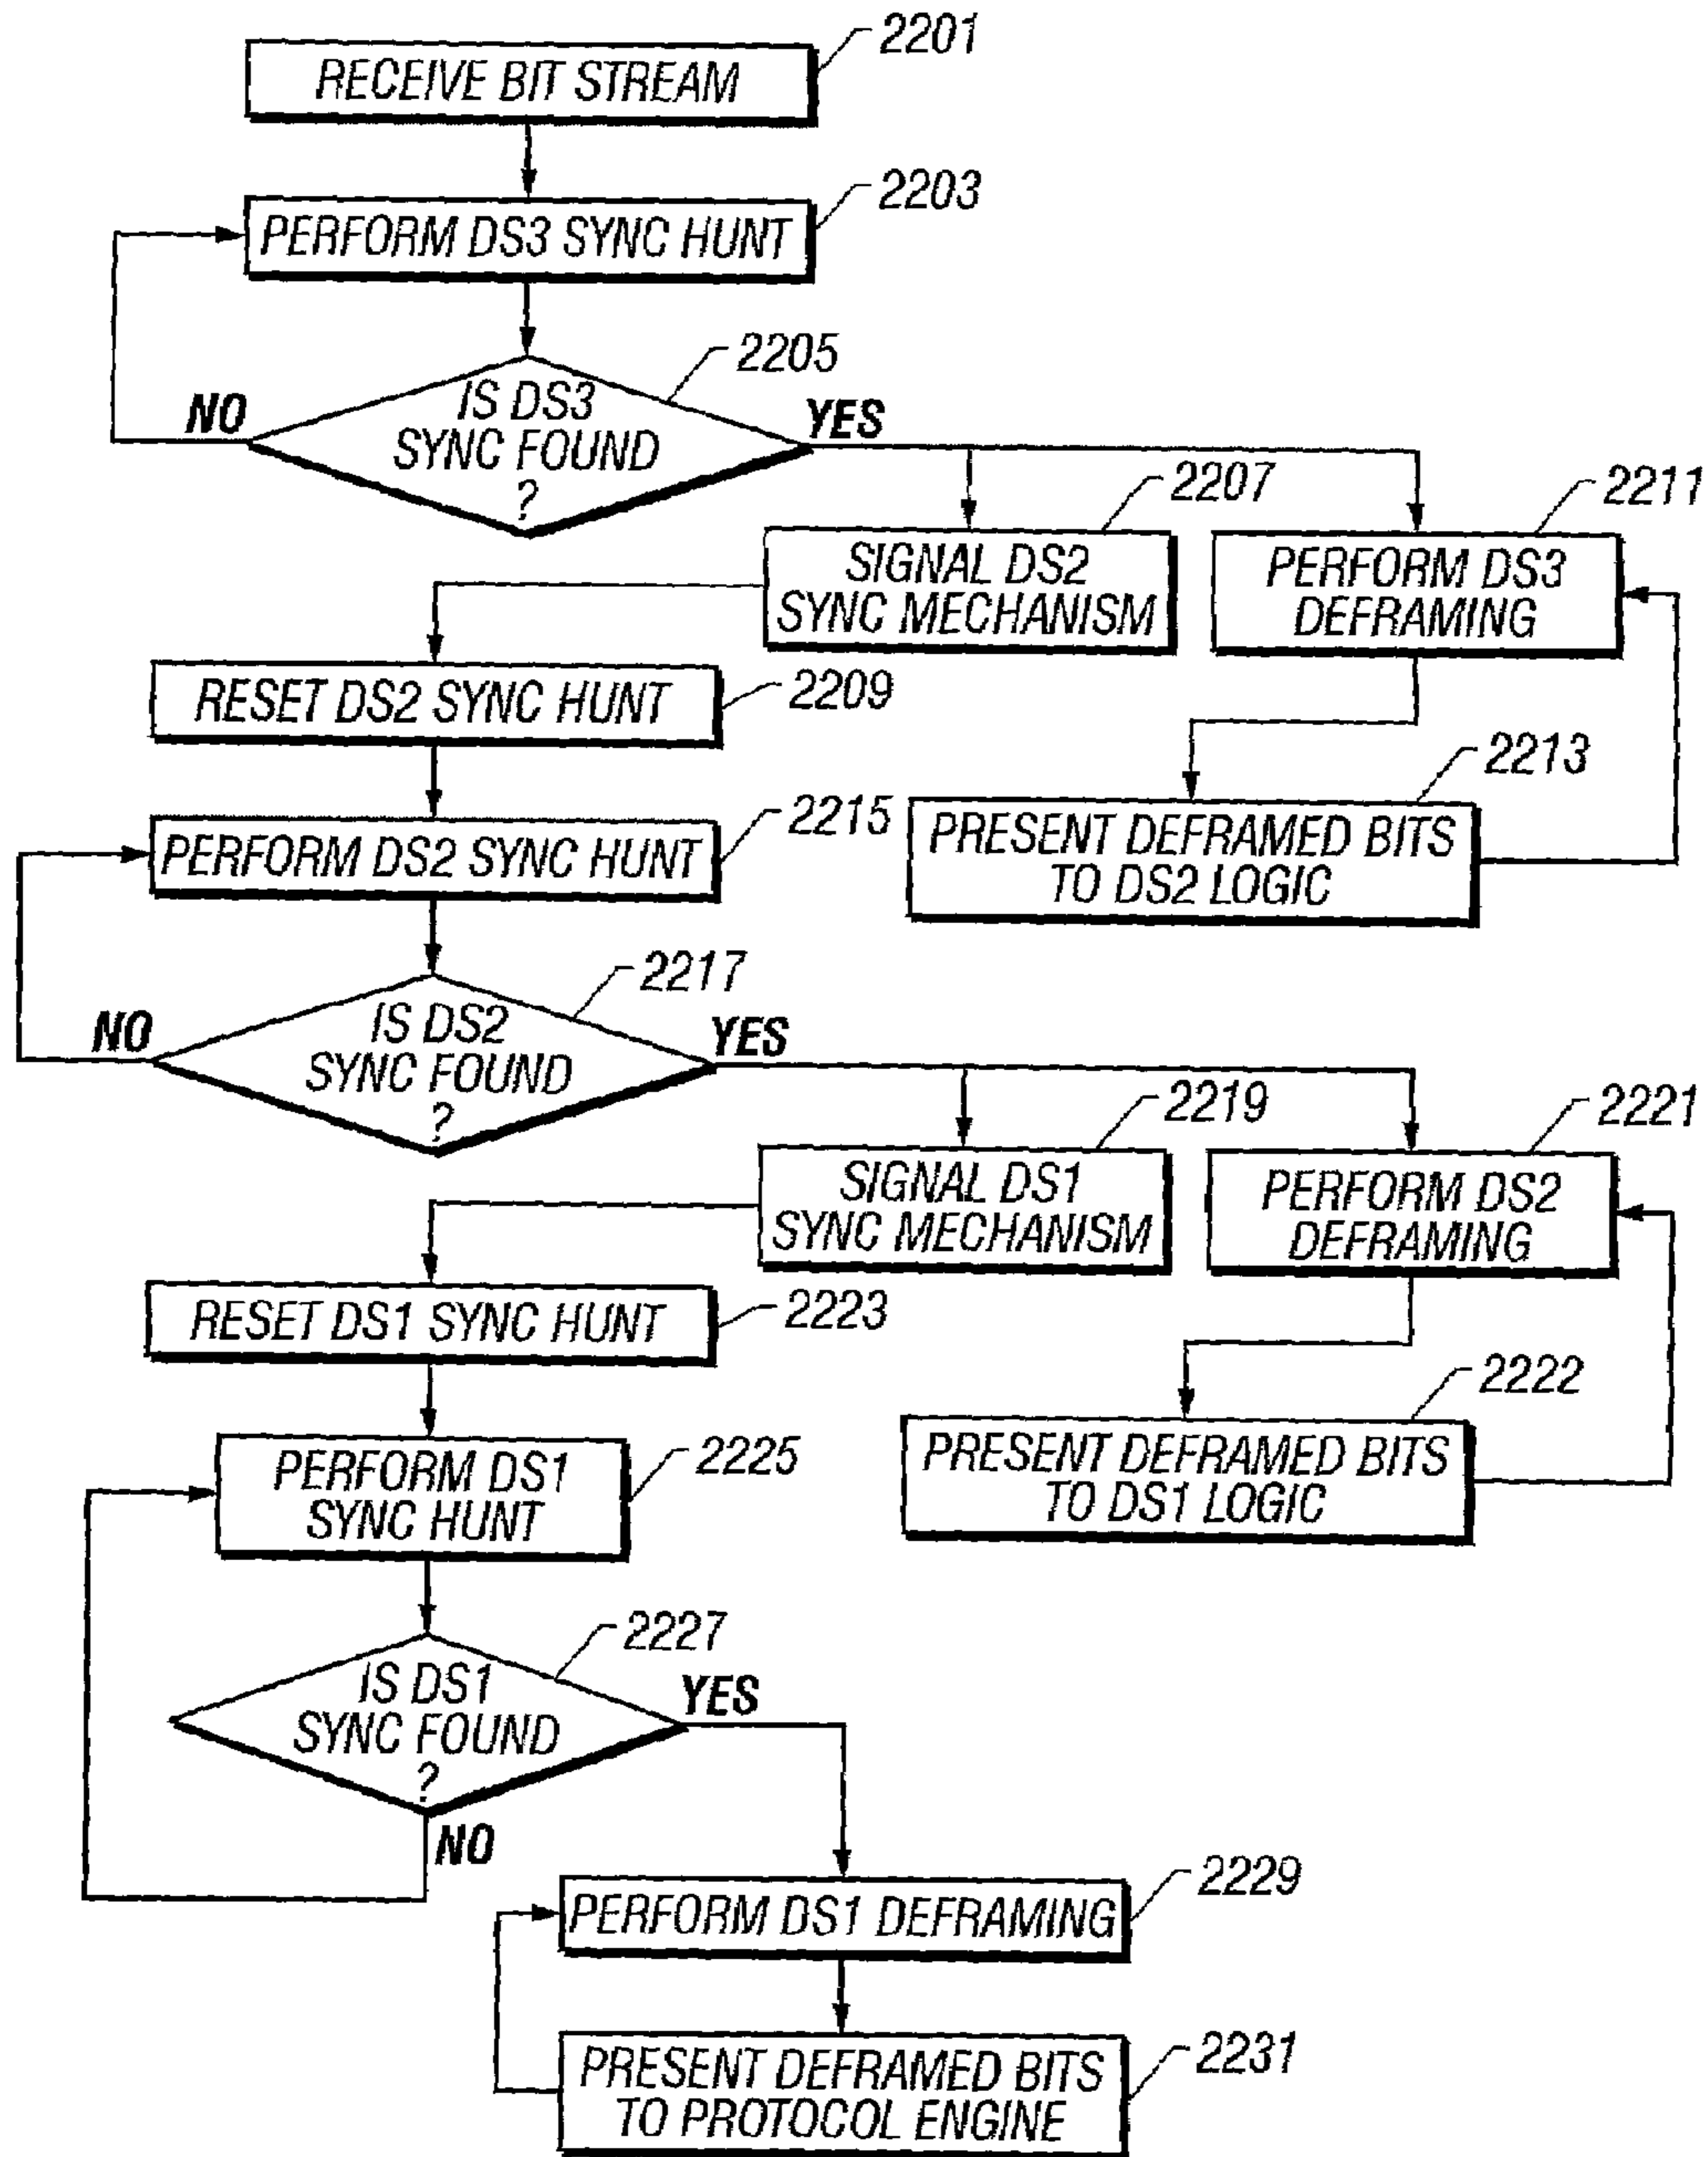 2201
RECEIVE BIT STREAM
2203
PERFORM DS3 SYNC HUNT
2205
IS DS3
SYNC FOUND
?
NO
YES
2207
SIGNAL DS2
SYNC MECHANISM
2211
PERFORM DS3
DEFRAMING
2209
RESET DS2 SYNC HUNT
2213
PRESENT DEFRAMED BITS
TO DS2 LOGIC
2215
PERFORM DS2 SYNC HUNT
2217
IS DS2
SYNC FOUND
?
NO
YES
2219
SIGNAL DS1
SYNC MECHANISM
2221
PERFORM DS2
DEFRAMING
2223
RESET DS1 SYNC HUNT
2222
PRESENT DEFRAMED BITS
TO DS1 LOGIC
2225
PERFORM DS1
SYNC HUNT
2227
IS DS1
SYNC FOUND
?
YES
NO
2229
PERFORM DS1 DEFRAMING
2231
PRESENT DEFRAMED BITS
TO PROTOCOL ENGINE